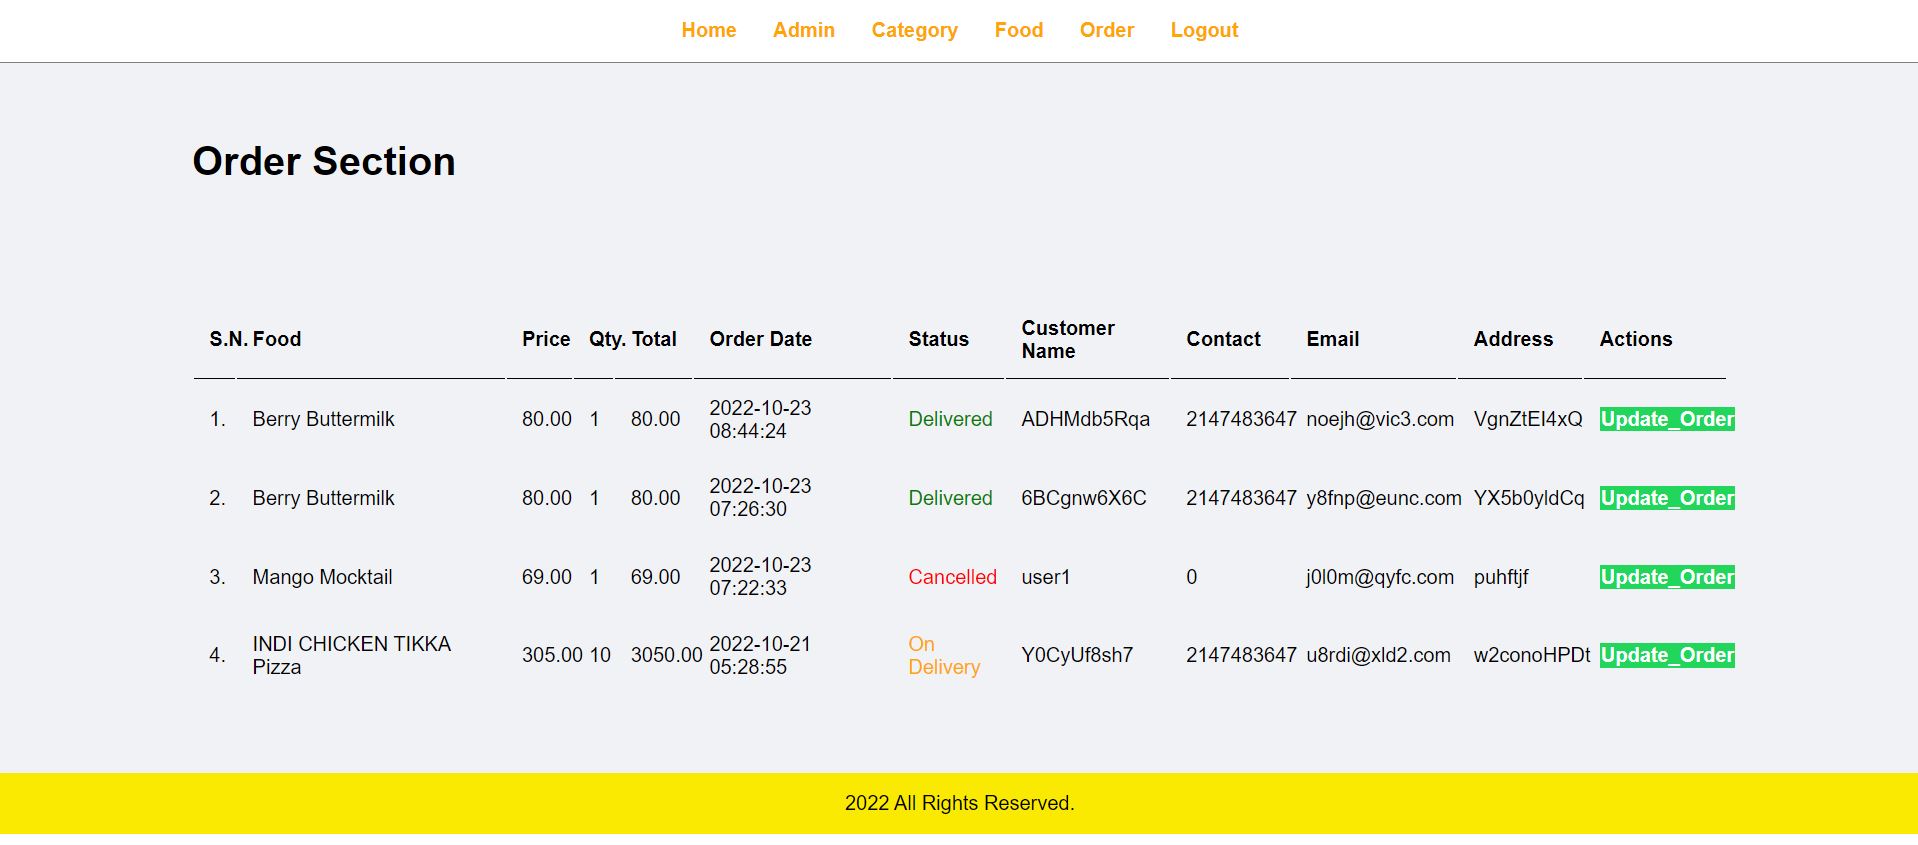 Home Admin Category Food Order Logout
Order Section
S.N. Food Price Qty. Total Order Date Status Customer Name Contact Email Address Actions
1. Berry Buttermilk 80.00 1 80.00 2022-10-23 08:44:24 Delivered ADHMdb5Rqa 2147483647 noejh@vic3.com VgnZtEI4xQ Update_Order
2. Berry Buttermilk 80.00 1 80.00 2022-10-23 07:26:30 Delivered 6BCgnw6X6C 2147483647 y8fnp@eunc.com YX5b0yldCq Update_Order
3. Mango Mocktail 69.00 1 69.00 2022-10-23 07:22:33 Cancelled user1 0 j0l0m@qyfc.com puhftjf Update_Order
4. INDI CHICKEN TIKKA Pizza 305.00 10 3050.00 2022-10-21 05:28:55 On Delivery Y0CyUf8sh7 2147483647 u8rdi@xld2.com w2conoHPDt Update_Order
2022 All Rights Reserved.